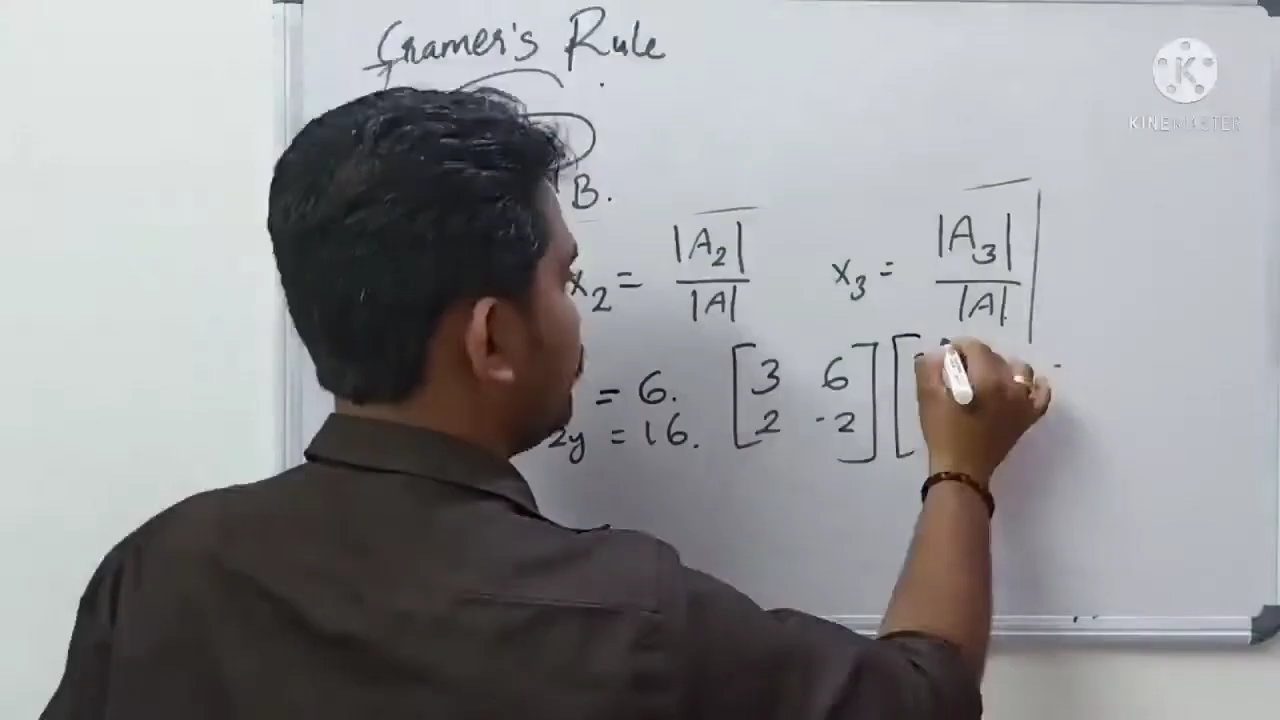 Cramer's Rule
KINEMASTER
B.
x₂ = |A₂| / |A|    x₃ = |A₃| / |A|
= 6. [3 6
2y = 16. 2 -2] [